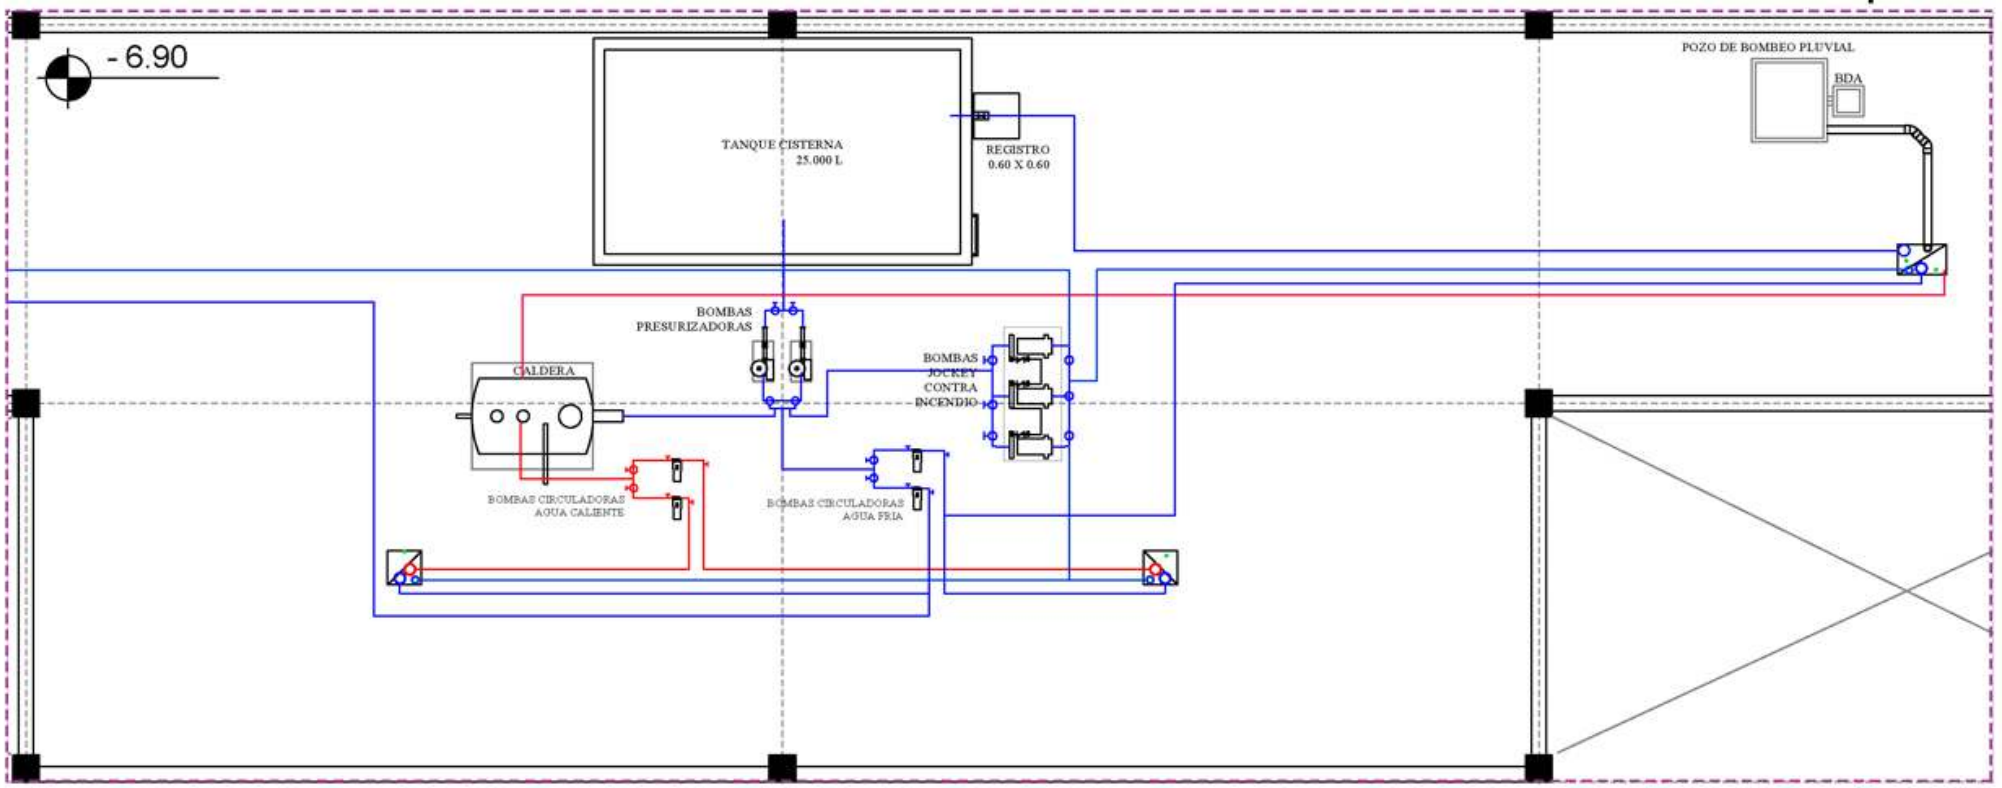 - 6.90
POZO DE BOMBEO PLUVIAL
BDA
TANQUE CISTERNA
25.000 L
REGISTRO
0.60 X 0.60
BOMBAS
PRESURIZADORAS
CALDERA
BOMBAS
JOCKEY
CONTRA
INCENDIO
BOMBAS CIRCULADORAS
AGUA CALIENTE
BOMBAS CIRCULADORAS
AGUA FRIA